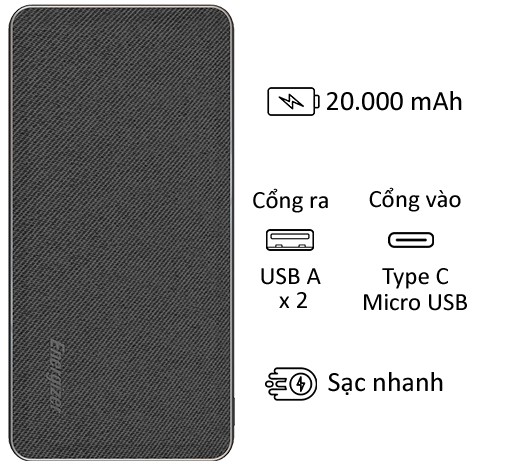 Energizer
20.000 mAh
Cổng ra
Cổng vào
USB A
x 2
Type C
Micro USB
Sạc nhanh